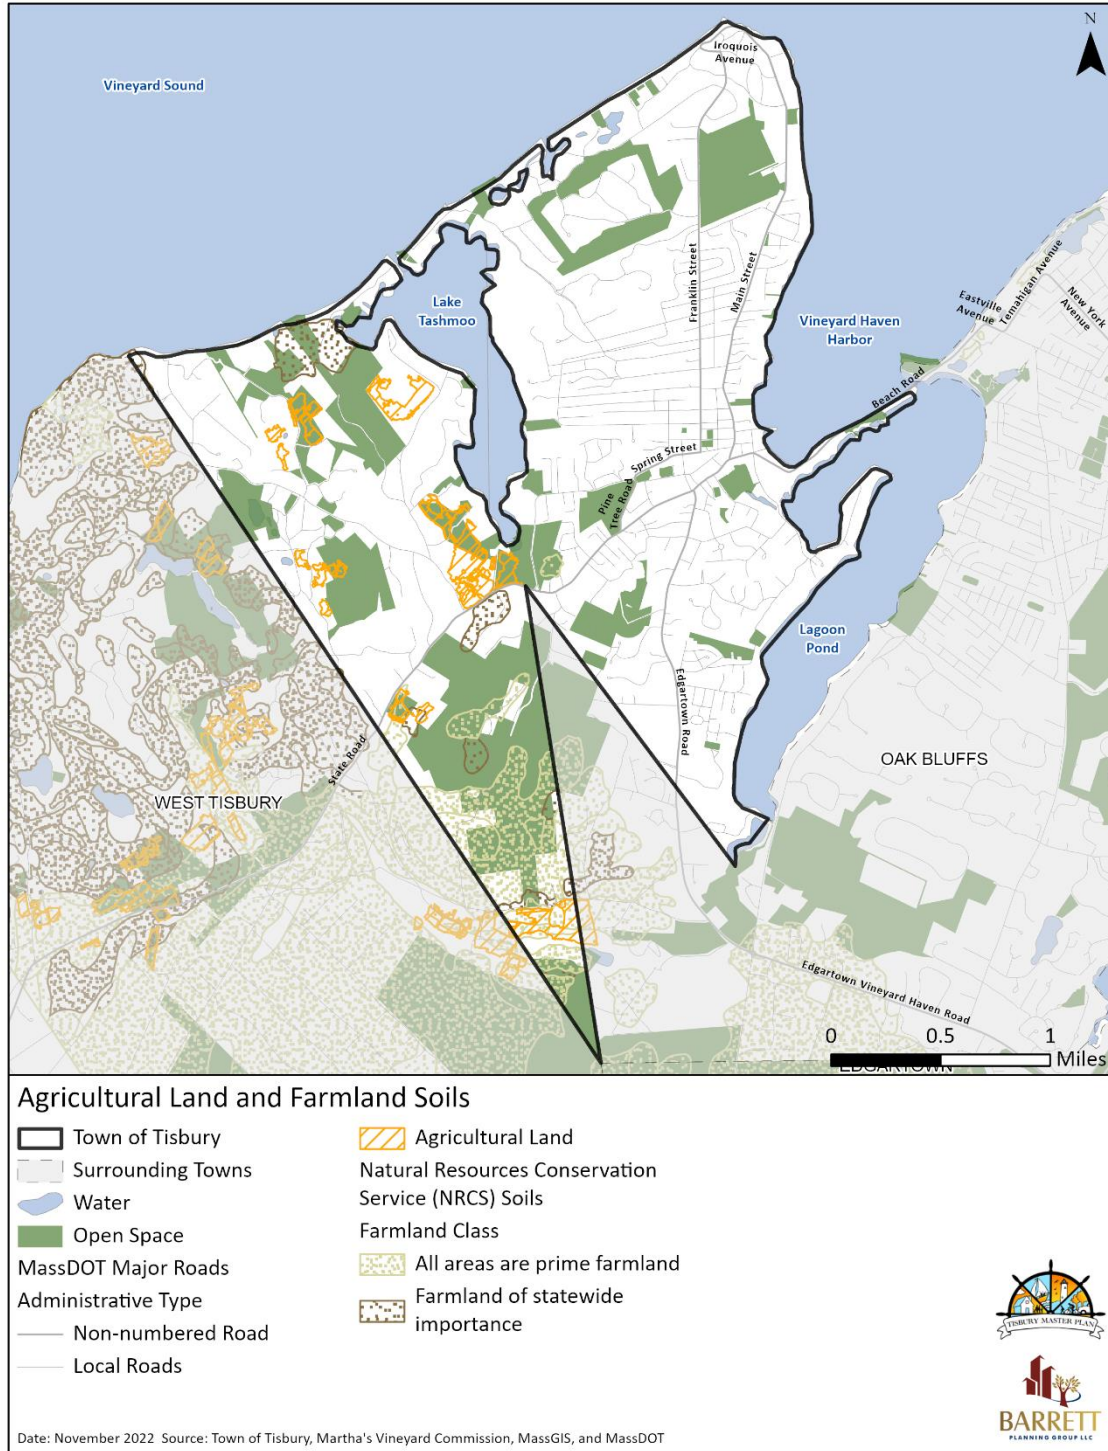 N
Iroquois
Avenue
Vineyard Sound
Franklin Street
Main Street
Lake
Tashmoo
Vineyard Haven
Harbor
Eastville
Avenue
Temahigan Avenue
New York
Avenue
Beach Road
Spring Street
Pine
Tree Road
Lagoon
Pond
Edgartown Road
State Road
OAK BLUFFS
WEST TISBURY
Edgartown Vineyard Haven Road
0 0.5 1
Miles
EDGARTOWN
Agricultural Land and Farmland Soils
Town of Tisbury
Surrounding Towns
Water
Open Space
MassDOT Major Roads
Administrative Type
Non-numbered Road
Local Roads
Agricultural Land
Natural Resources Conservation
Service (NRCS) Soils
Farmland Class
All areas are prime farmland
Farmland of statewide
importance
TISBURY MASTER PLAN
BARRETT
PLANNING GROUP LLC
Date: November 2022 Source: Town of Tisbury, Martha's Vineyard Commission, MassGIS, and MassDOT